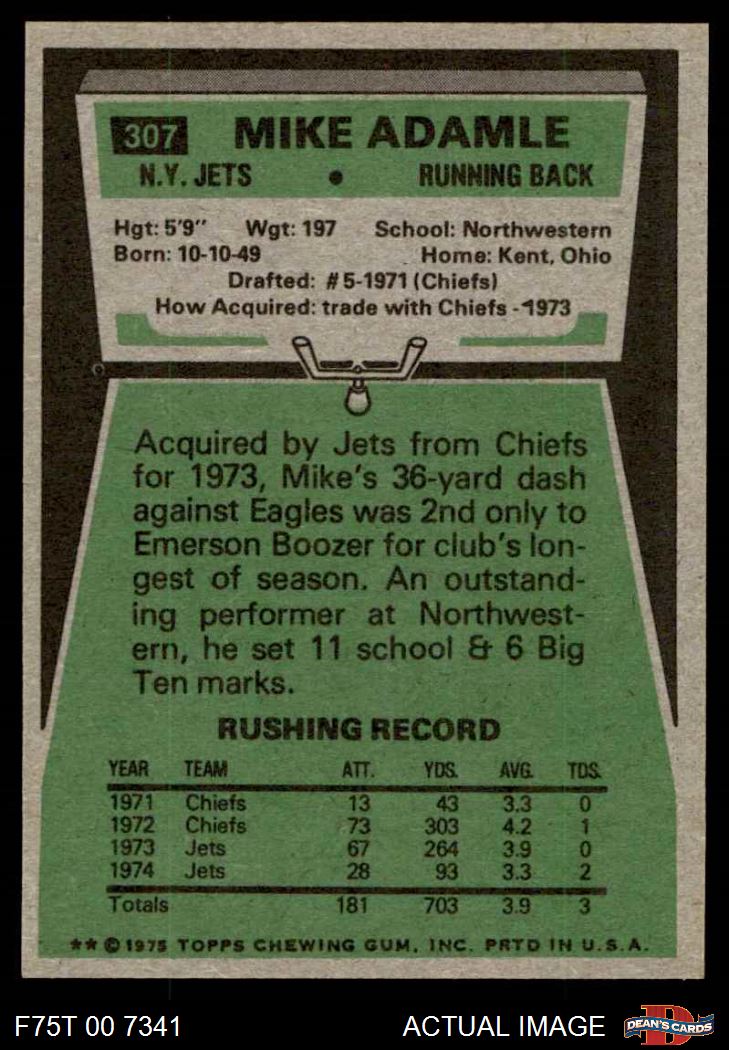 307 MIKE ADAMLE
N.Y. JETS • RUNNING BACK
Hgt: 5'9" Wgt: 197 School: Northwestern
Born: 10-10-49 Home: Kent, Ohio
Drafted: #5-1971 (Chiefs)
How Acquired: trade with Chiefs - 1973
Acquired by Jets from Chiefs
for 1973, Mike's 36-yard dash
against Eagles was 2nd only to
Emerson Boozer for club's lon-
gest of season. An outstand-
ing performer at Northwest-
ern, he set 11 school & 6 Big
Ten marks.
RUSHING RECORD
YEAR TEAM ATT. YDS. AVG. TDS.
1971 Chiefs 13 43 3.3 0
1972 Chiefs 73 303 4.2 1
1973 Jets 67 264 3.9 0
1974 Jets 28 93 3.3 2
Totals 181 703 3.9 3
** © 1975 TOPPS CHEWING GUM, INC. PRTD IN U.S.A.
F75T 00 7341 ACTUAL IMAGE D DEAN'S CARDS